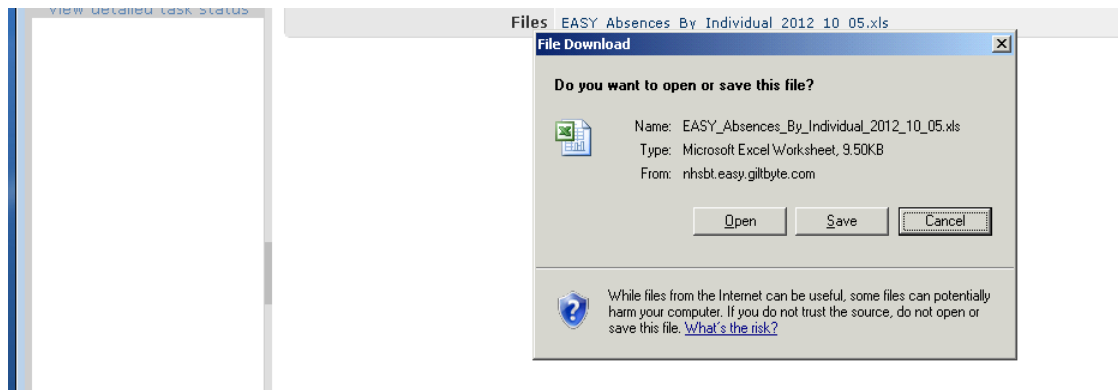 view detailed task status
Files EASY Absences By Individual 2012 10 05.xls
File Download
Do you want to open or save this file?
Name: EASY_Absences_By_Individual_2012_10_05.xls
Type: Microsoft Excel Worksheet, 9.50KB
From: nhsbt.easy.giltbyte.com
Open Save Cancel
While files from the Internet can be useful, some files can potentially
harm your computer. If you do not trust the source, do not open or
save this file. What's the risk?